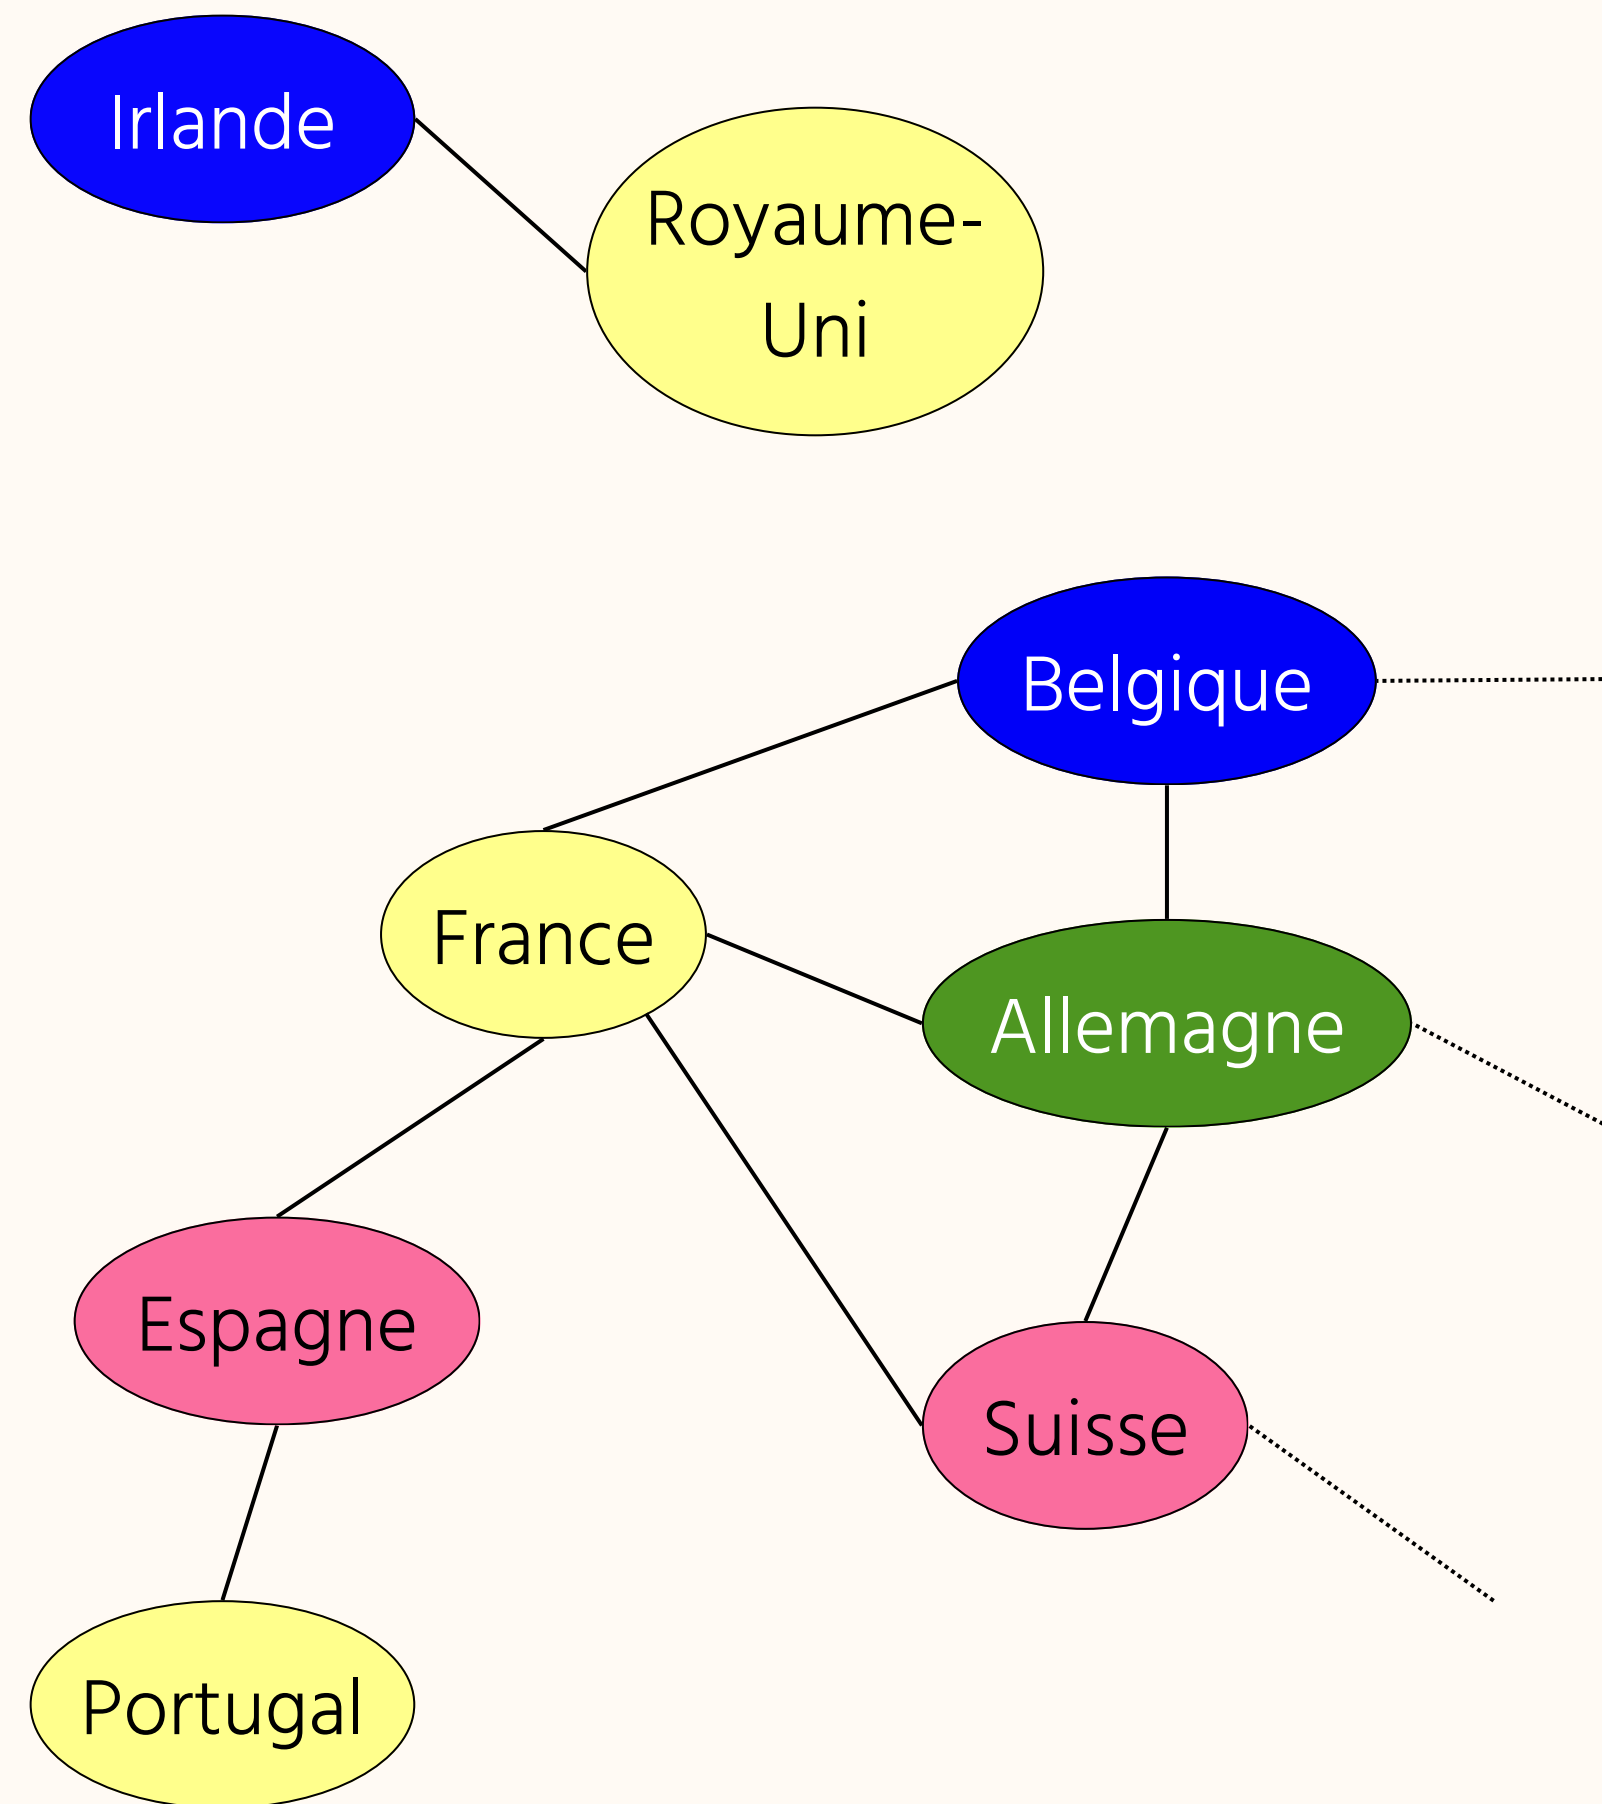 Irlande
Royaume-
Uni
Belgique
France
Allemagne
Espagne
Suisse
Portugal